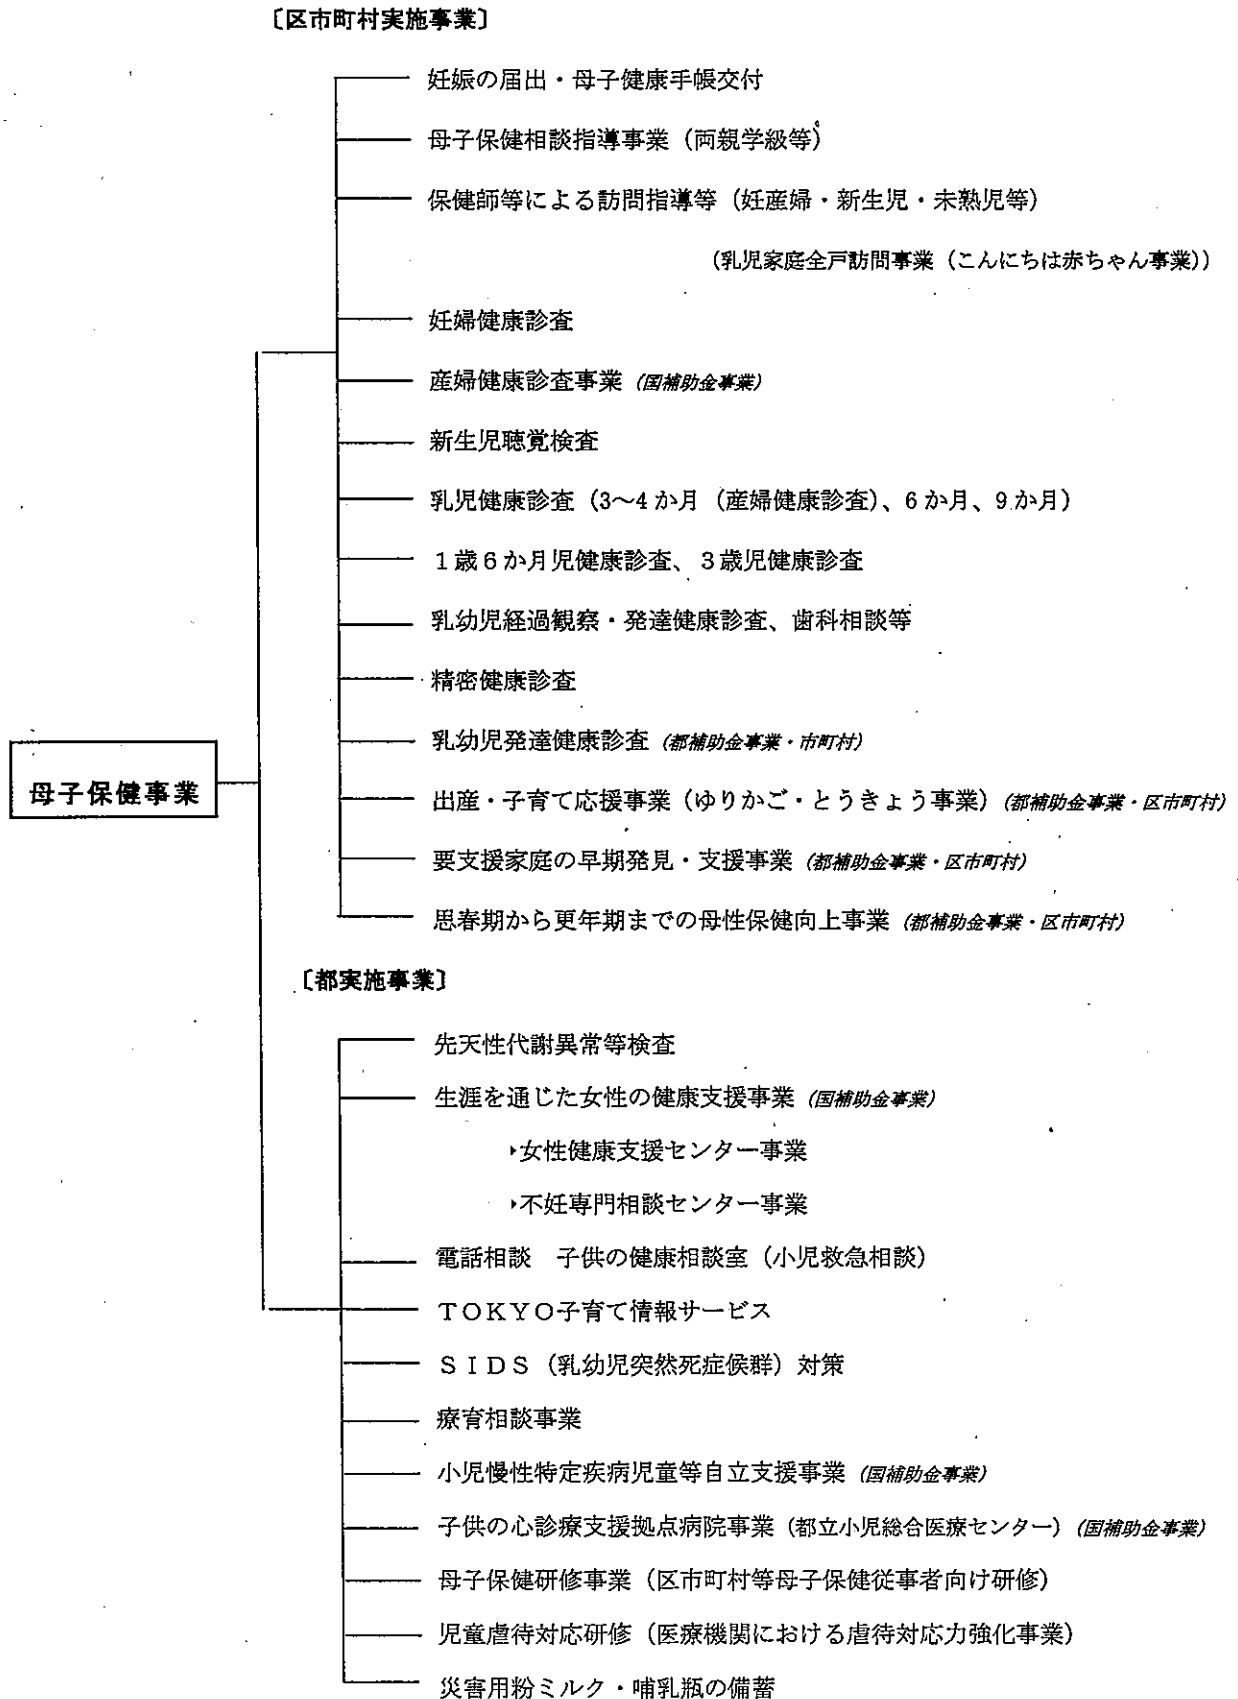 〔区市町村実施事業〕
妊娠の届出・母子健康手帳交付
母子保健相談指導事業（両親学級等）
保健師等による訪問指導等（妊産婦・新生児・未熟児等）
（乳児家庭全戸訪問事業（こんにちは赤ちゃん事業））
妊婦健康診査
産婦健康診査事業（国補助金事業）
新生児聴覚検査
乳児健康診査（3～4か月（産婦健康診査）、6か月、9か月）
１歳６か月児健康診査、３歳児健康診査
乳幼児経過観察・発達健康診査、歯科相談等
精密健康診査
乳幼児発達健康診査（都補助金事業・市町村）
母子保健事業
出産・子育て応援事業（ゆりかご・とうきょう事業）（都補助金事業・区市町村）
要支援家庭の早期発見・支援事業（都補助金事業・区市町村）
思春期から更年期までの母性保健向上事業（都補助金事業・区市町村）
〔都実施事業〕
先天性代謝異常等検査
生涯を通じた女性の健康支援事業（国補助金事業）
・女性健康支援センター事業
・不妊専門相談センター事業
電話相談　子供の健康相談室（小児救急相談）
ＴＯＫＹＯ子育て情報サービス
ＳＩＤＳ（乳幼児突然死症候群）対策
療育相談事業
小児慢性特定疾病児童等自立支援事業（国補助金事業）
子供の心診療支援拠点病院事業（都立小児総合医療センター）（国補助金事業）
母子保健研修事業（区市町村等母子保健従事者向け研修）
児童虐待対応研修（医療機関における虐待対応力強化事業）
災害用粉ミルク・哺乳瓶の備蓄